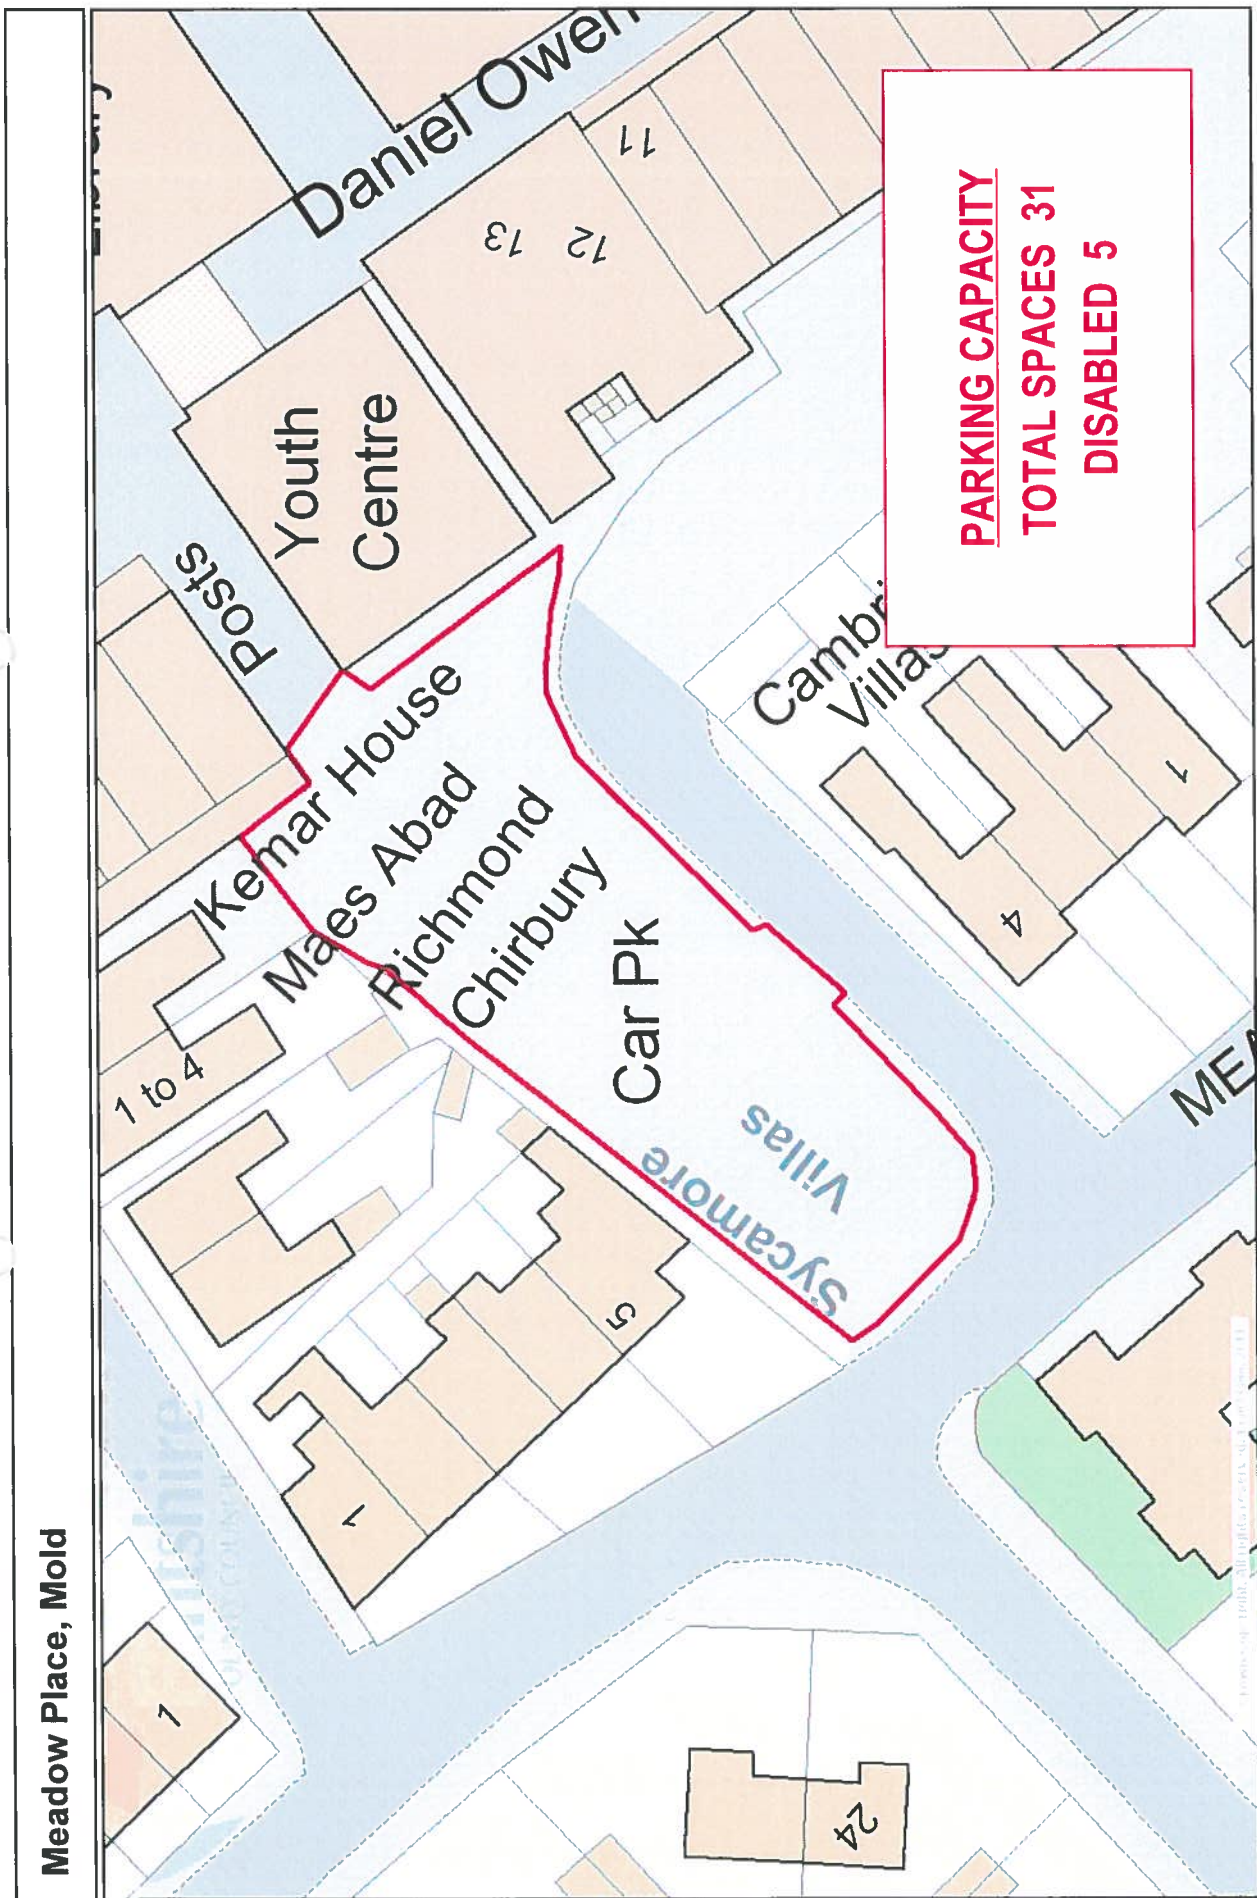 Meadow Place, Mold
Daniel Owen
11
12
13
Youth
Centre
Posts
Kemar House
Maes Abad
Richmond
Chirbury
Car Pk
Sycamore
Villas
Villas
1 to 4
5
1
1
24
4
1
PARKING CAPACITY
TOTAL SPACES 31
DISABLED 5